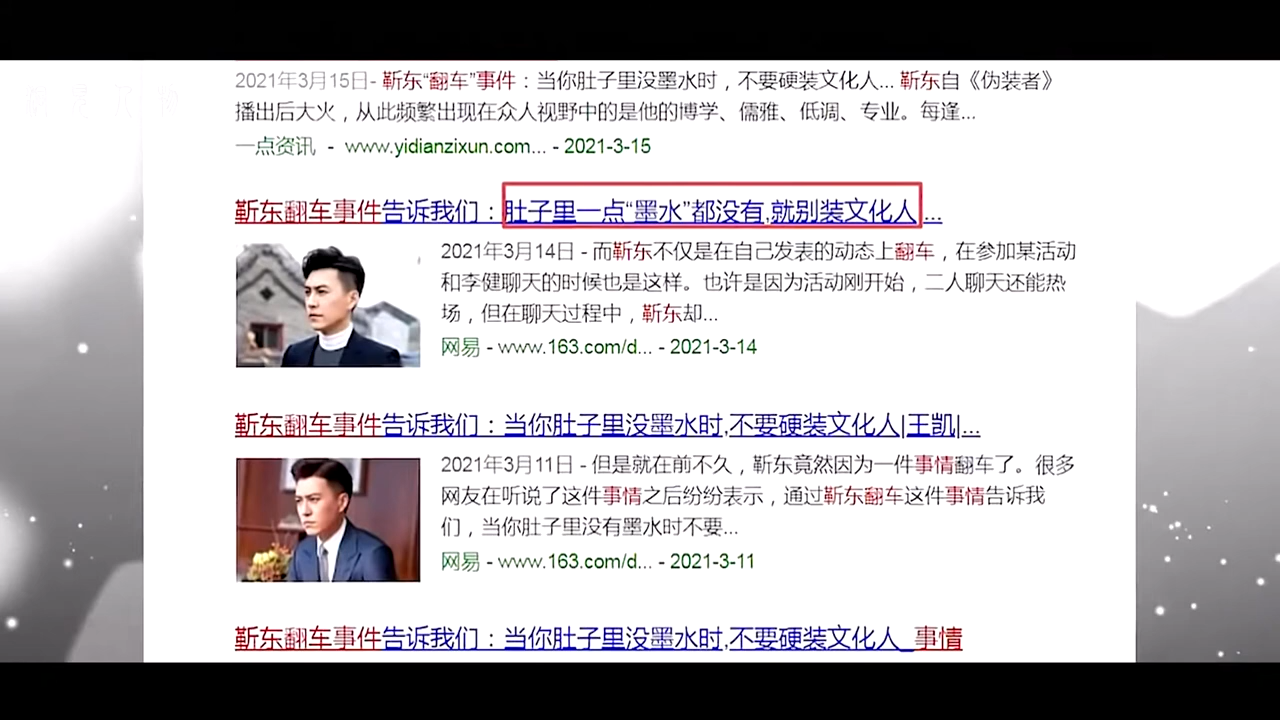 2021年3月15日- 靳东“翻车”事件：当你肚子里没墨水时，不要硬装文化人... 靳东自《伪装者》
播出后大火，从此频繁出现在众人视野中的是他的博学、儒雅、低调、专业。每逢...
一点资讯 - www.yidianzixun.com... - 2021-3-15
靳东翻车事件告诉我们：肚子里一点“墨水”都没有,就别装文化人...
2021年3月14日 - 而靳东不仅是在自己发表的动态上翻车，在参加某活动
和李健聊天的时候也是这样。也许是因为活动刚开始，二人聊天还能热
场，但在聊天过程中，靳东却...
网易 - www.163.com/d... - 2021-3-14
靳东翻车事件告诉我们：当你肚子里没墨水时,不要硬装文化人|王凯|...
2021年3月11日 - 但是就在前不久，靳东竟然因为一件事情翻车了。很多
网友在听说了这件事情之后纷纷表示，通过靳东翻车这件事情告诉我
们，当你肚子里没有墨水时不要...
网易 - www.163.com/d... - 2021-3-11
靳东翻车事件告诉我们：当你肚子里没墨水时,不要硬装文化人_事情